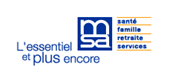 L'essentiel
et plus encore
msa
santé
famille
retraite
services